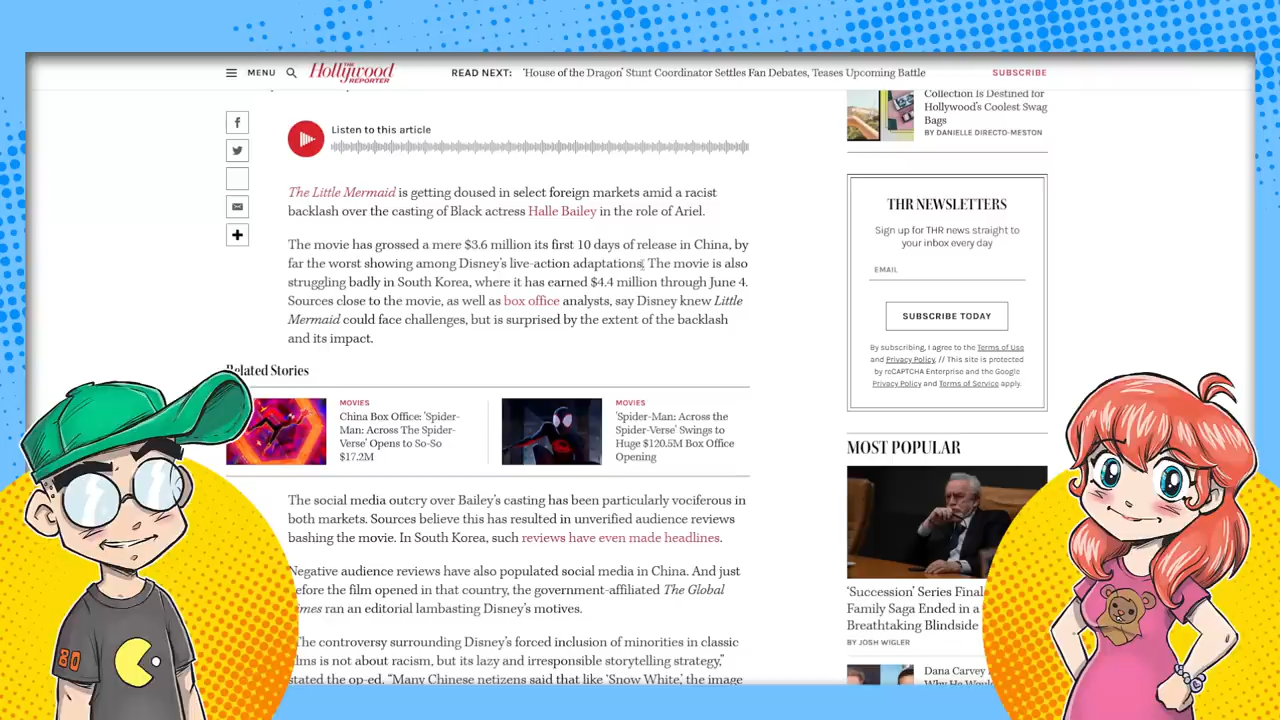 MENU
THE
Hollywood
REPORTER
READ NEXT: 'House of the Dragon' Stunt Coordinator Settles Fan Debates, Teases Upcoming Battle
SUBSCRIBE
Listen to this article
The Little Mermaid is getting doused in select foreign markets amid a racist
backlash over the casting of Black actress Halle Bailey in the role of Ariel.
The movie has grossed a mere $3.6 million its first 10 days of release in China, by
far the worst showing among Disney's live-action adaptations. The movie is also
struggling badly in South Korea, where it has earned $4.4 million through June 4.
Sources close to the movie, as well as box office analysts, say Disney knew Little
Mermaid could face challenges, but is surprised by the extent of the backlash
and its impact.
Related Stories
MOVIES
China Box Office: 'Spider-
Man: Across The Spider-
Verse' Opens to So-So
$17.2M
MOVIES
'Spider-Man: Across the
Spider-Verse' Swings to
Huge $120.5M Box Office
Opening
The social media outcry over Bailey's casting has been particularly vociferous in
both markets. Sources believe this has resulted in unverified audience reviews
bashing the movie. In South Korea, such reviews have even made headlines.
Negative audience reviews have also populated social media in China. And just
before the film opened in that country, the government-affiliated The Global
Times ran an editorial lambasting Disney's motives.
"The controversy surrounding Disney's forced inclusion of minorities in classic
films is not about racism, but its lazy and irresponsible storytelling strategy,"
stated the op-ed. "Many Chinese netizens said that like 'Snow White,' the image
Collection Is Destined for
Hollywood's Coolest Swag
Bags
BY DANIELLE DIRECTO-MESTON
THR NEWSLETTERS
Sign up for THR news straight to
your inbox every day
EMAIL
SUBSCRIBE TODAY
By subscribing, I agree to the Terms of Use
and Privacy Policy. // This site is protected
by reCAPTCHA Enterprise and the Google
Privacy Policy and Terms of Service apply.
MOST POPULAR
'Succession' Series Final
Family Saga Ended in a
Breathtaking Blindside
BY JOSH WIGLER
Dana Carvey
80